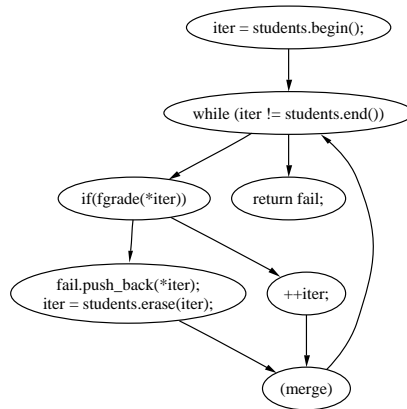 iter = students.begin();
while (iter != students.end())
if(fgrade(*iter))
return fail;
fail.push_back(*iter);
iter = students.erase(iter);
++iter;
(merge)